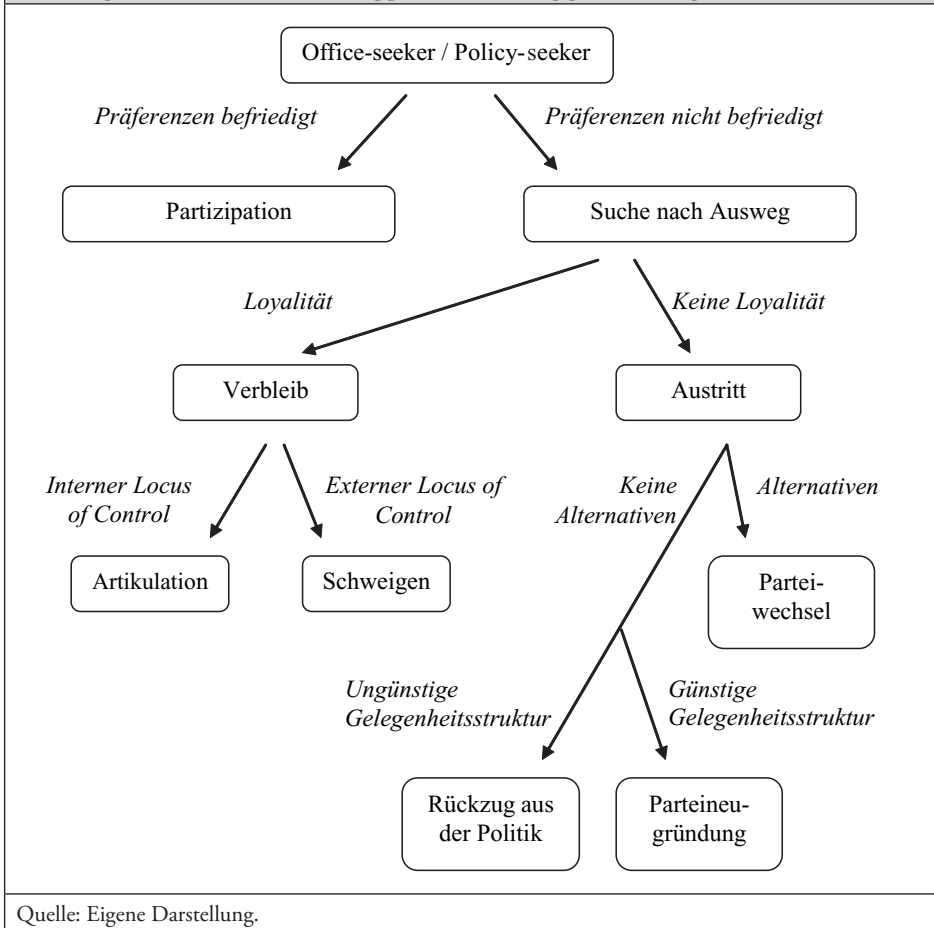 Office-seeker / Policy-seeker
Präferenzen befriedigt
Präferenzen nicht befriedigt
Partizipation
Suche nach Ausweg
Loyalität
Keine Loyalität
Verbleib
Austritt
Interner Locus
of Control
Externer Locus of
Control
Keine
Alternativen
Alternativen
Artikulation
Schweigen
Partei-
wechsel
Ungünstige
Gelegenheitsstruktur
Günstige
Gelegenheitsstruktur
Rückzug aus
der Politik
Parteineu-
gründung
Quelle: Eigene Darstellung.